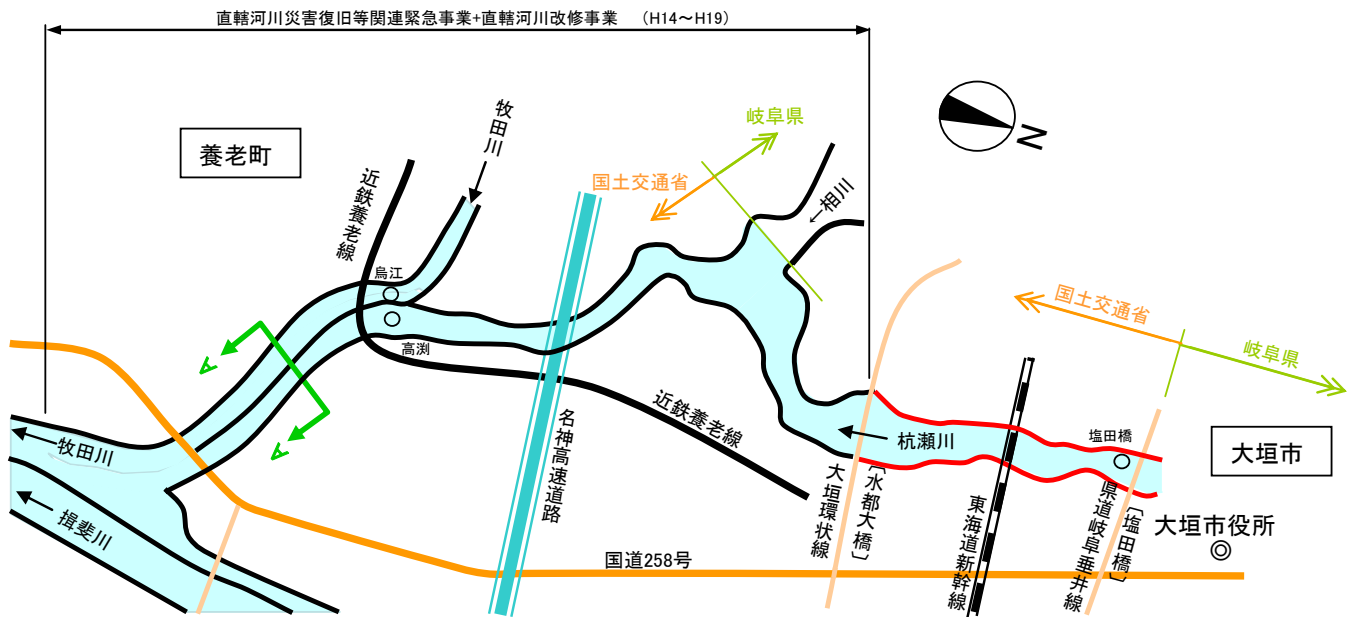 直轄河川災害復旧等関連緊急事業+直轄河川改修事業　(H14～H19)
養老町
牧田川
近鉄養老線
烏江
高渕
岐阜県
国土交通省
←相川
N
国土交通省
岐阜県
A
A
牧田川
揖斐川
名神高速道路
近鉄養老線
杭瀬川
塩田橋
大垣市
大垣環状線
〔水都大橋〕
東海道新幹線
県道岐阜垂井線
〔塩田橋〕
大垣市役所
国道258号